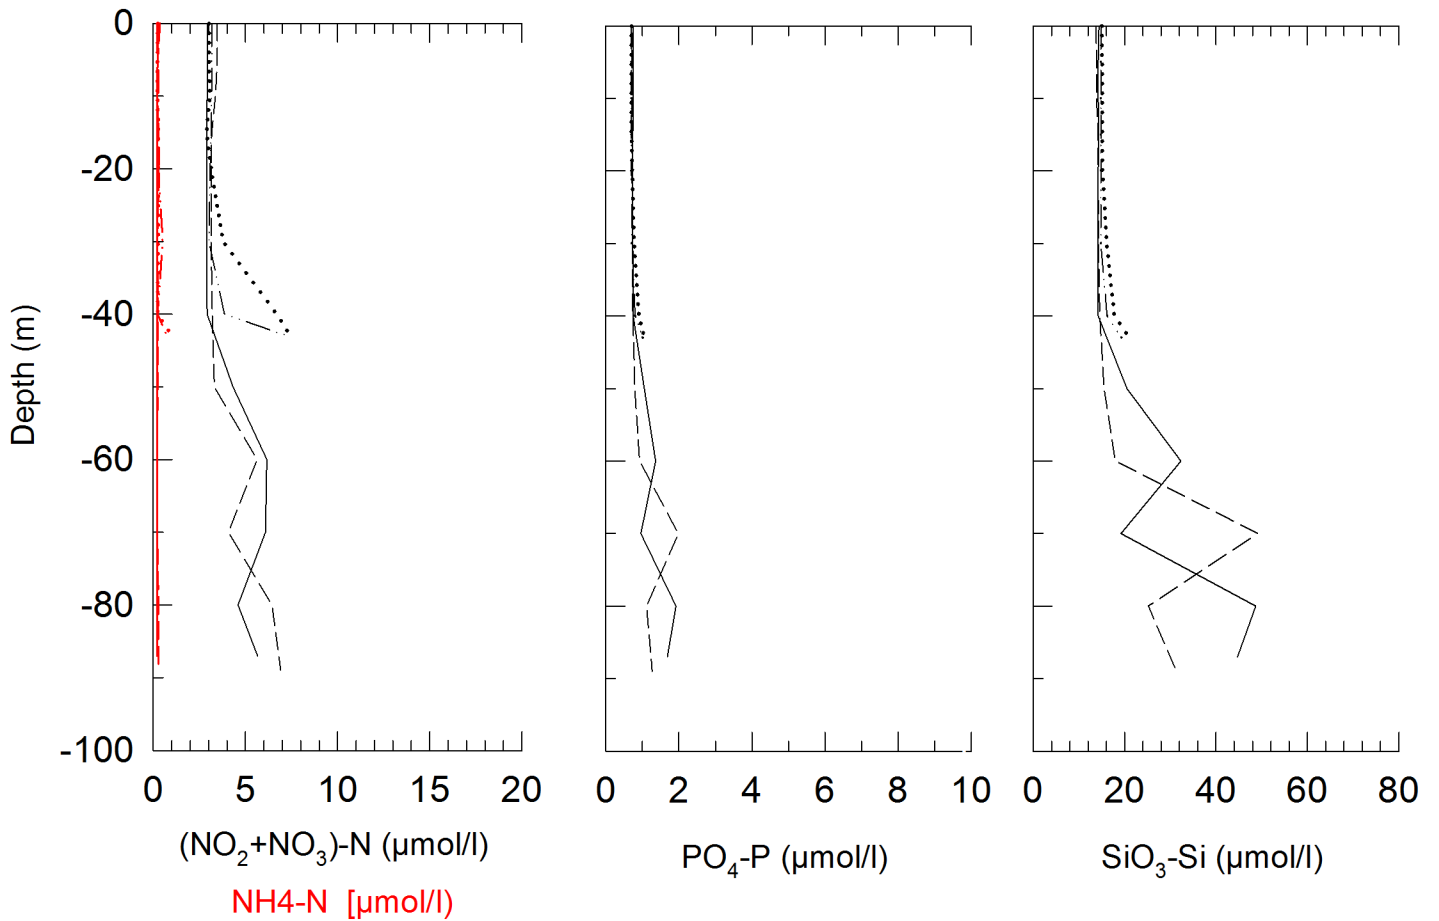 0
-20
-40
-60
-80
-100
Depth (m)
0 5 10 15 20
(NO₂+NO₃)-N (µmol/l)
NH4-N [µmol/l)
0 2 4 6 8 10
PO₄-P (µmol/l)
0 20 40 60 80
SiO₃-Si (µmol/l)